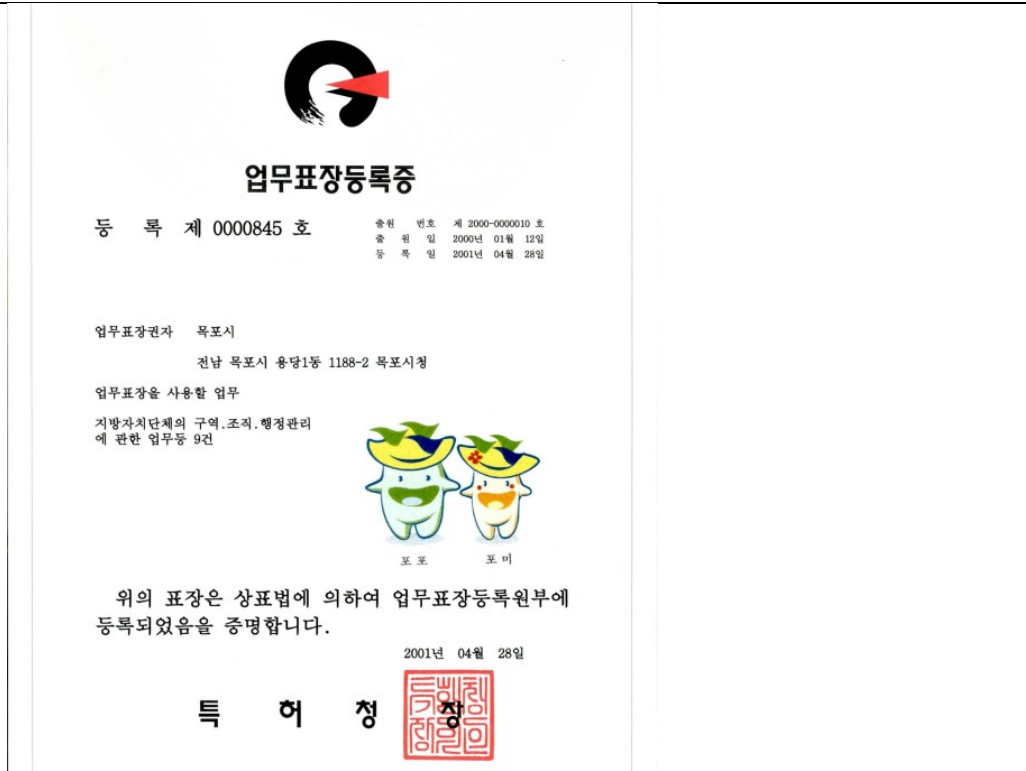 업무표장등록증
등 록 제 0000845 호
출원 번호 제 2000-0000010 호
출 원 일 2000년 01월 12일
등 록 일 2001년 04월 28일
업무표장권자 목포시
전남 목포시 용당1동 1188-2 목포시청
업무표장을 사용할 업무
지방자치단체의 구역.조직.행정관리
에 관한 업무등 9건
포포 포미
위의 표장은 상표법에 의하여 업무표장등록원부에
등록되었음을 증명합니다.
2001년 04월 28일
특 허 청 장